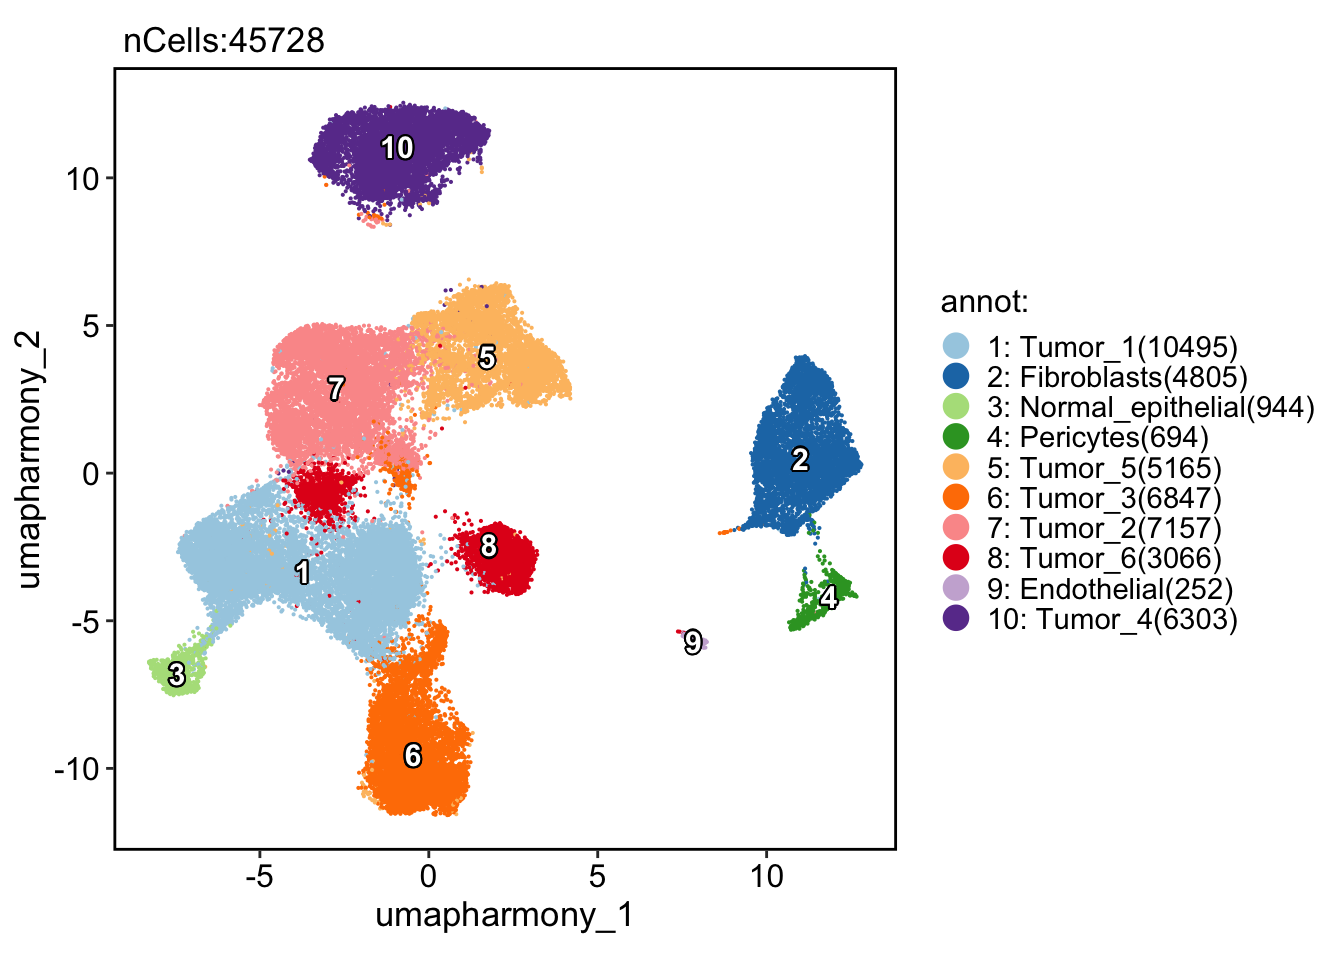 nCells:45728
10
5
7
2
8
1
4
9
3
6
10
5
0
-5
-10
-5
0
5
10
umapharmony_1
umapharmony_2
annot:
1: Tumor_1(10495)
2: Fibroblasts(4805)
3: Normal_epithelial(944)
4: Pericytes(694)
5: Tumor_5(5165)
6: Tumor_3(6847)
7: Tumor_2(7157)
8: Tumor_6(3066)
9: Endothelial(252)
10: Tumor_4(6303)